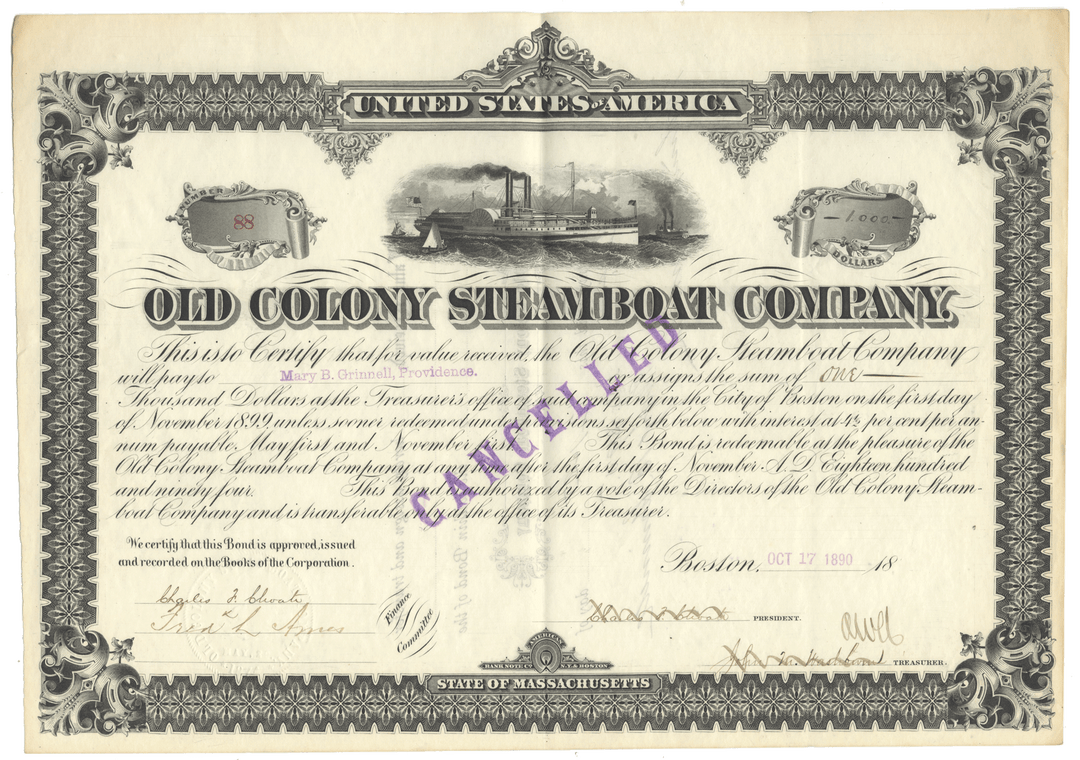 UNITED STATES OF AMERICA
NUMBER
88
1.000
DOLLARS
OLD COLONY STEAMBOAT COMPANY.
This is to Certify that for value received, the Old Colony Steamboat Company
will pay to Mary B. Grinnell, Providence. or assigns the sum of one
Thousand Dollars at the Treasurer's office of said Company in the City of Boston on the first day
of November 1899, unless sooner redeemed under provisions set forth below with interest at 4½ per cent per an-
num payable, May first and November first. This Bond is redeemable at the pleasure of the
Old Colony Steamboat Company at any time after the first day of November A.D. Eighteen hundred
and ninety four. This Bond is authorized by a vote of the Directors of the Old Colony Steam-
boat Company and is transferable only at the office of its Treasurer.
CANCELLED
We certify that this Bond is approved, issued
and recorded on the Books of the Corporation.
Boston, OCT 17 1890 18
Charles F. Choate
Fred L Ames
Finance
Committee
Charles F. Choate PRESIDENT.
John M. Washburn TREASURER.
AMERICAN
BANK NOTE CO. N.Y. & BOSTON
STATE OF MASSACHUSETTS